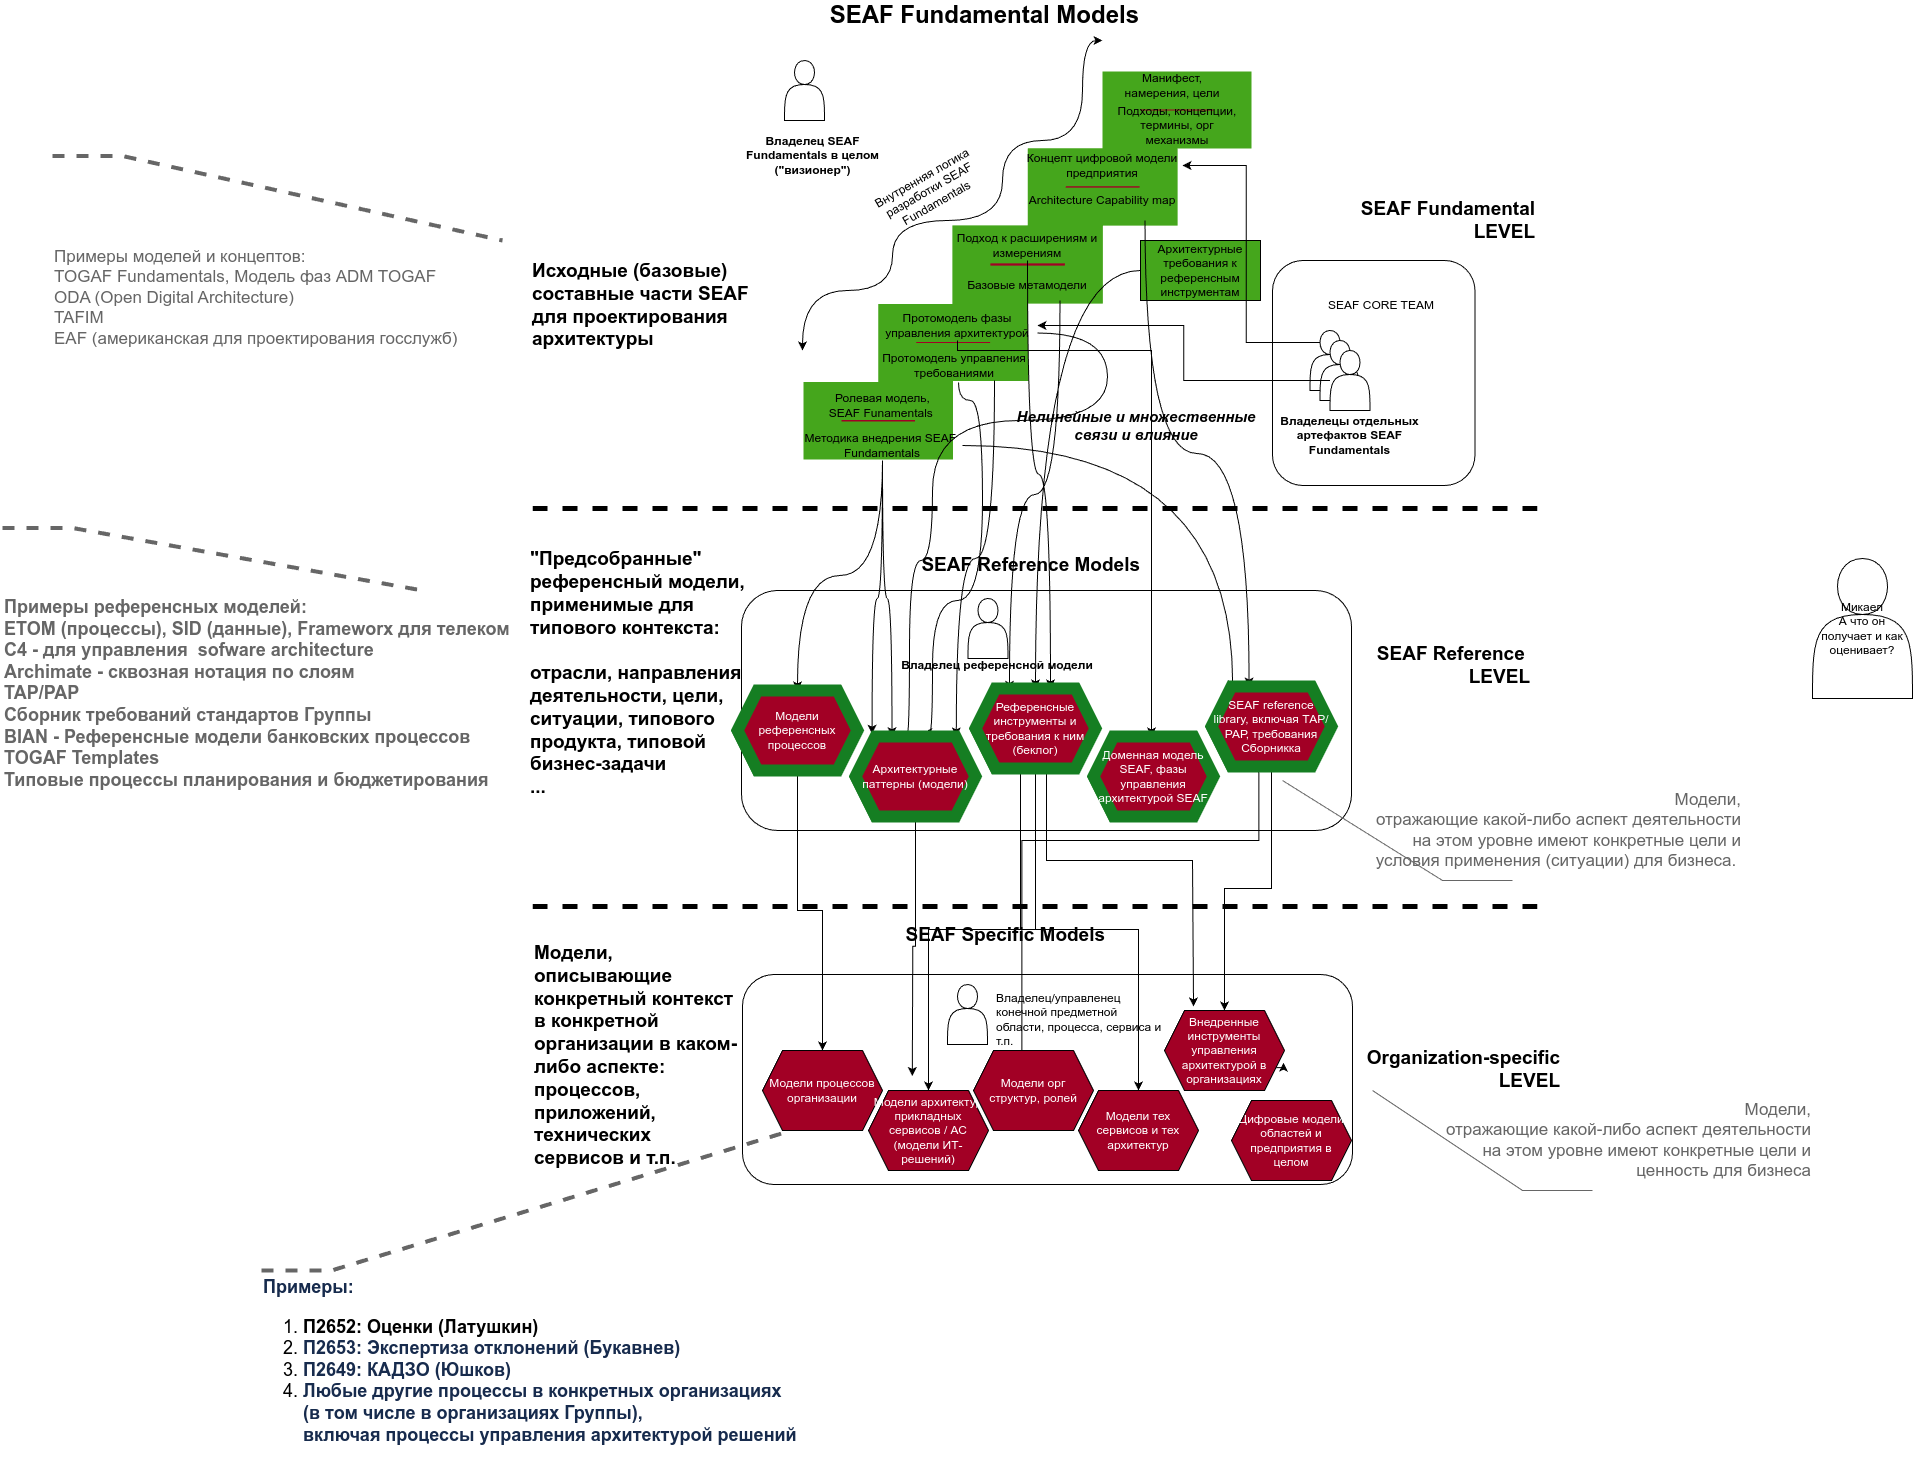 SEAF Fundamental Models
Манифест,
намерения, цели
Подходы, концепции,
термины, орг
механизмы
Владелец SEAF
Fundamentals в целом
("визионер")
Внутренняя логика
разработки SEAF
Fundamentals
Концепт цифровой модели
предприятия
Architecture Capability map
SEAF Fundamental
LEVEL
Подход к расширениям и
измерениям
Базовые метамодели
Архитектурные
требования к
референсным
инструментам
Примеры моделей и концептов:
TOGAF Fundamentals, Модель фаз ADM TOGAF
ODA (Open Digital Architecture)
TAFIM
EAF (американская для проектирования госслужб)
Исходные (базовые)
составные части SEAF
для проектирования
архитектуры
SEAF CORE TEAM
Владелецы отдельных
артефактов SEAF
Fundamentals
Протомодель фазы
управления архитектурой
Протомодель управления
требованиями
Ролевая модель,
SEAF Funamentals
Методика внедрения SEAF
Fundamentals
Нелинейные и множественные
связи и влияние
"Предсобранные"
референсный модели,
применимые для
типового контекста:
отрасли, направления
деятельности, цели,
ситуации, типового
продукта, типовой
бизнес-задачи
...
SEAF Reference Models
Владелец референсной модели
SEAF Reference
LEVEL
Микаел
А что он
получает и как
оценивает?
Примеры референсных моделей:
ETOM (процессы), SID (данные), Frameworx для телеком
C4 - для управления  sofware architecture
Archimate - сквозная нотация по слоям
TAP/PAP
Сборник требований стандартов Группы
BIAN - Референсные модели банковских процессов
TOGAF Templates
Типовые процессы планирования и бюджетирования
Модели
референсных
процессов
Архитектурные
паттерны (модели)
Референсные
инструменты и
требования к ним
(беклог)
Доменная модель
SEAF, фазы
управления
архитектурой SEAF
SEAF reference
library, включая TAP/
PAP, требования
Сборникка
Модели,
отражающие какой-либо аспект деятельности
на этом уровне имеют конкретные цели и
условия применения (ситуации) для бизнеса.
SEAF Specific Models
Модели,
описывающие
конкретный контекст
в конкретной
организации в каком-
либо аспекте:
процессов,
приложений,
технических
сервисов и т.п.
Владелец/управленец
конечной предметной
области, процесса, сервиса и
т.п.
Модели процессов
организации
Модели архитектур
прикладных
сервисов / АС
(модели ИТ-
решений)
Модели орг
структур, ролей
Модели тех
сервисов и тех
архитектур
Внедренные
инструменты
управления
архитектурой в
организациях
Цифровые модели
областей и
предприятия в
целом
Organization-specific
LEVEL
Модели,
отражающие какой-либо аспект деятельности
на этом уровне имеют конкретные цели и
ценность для бизнеса
Примеры:
1. П2652: Оценки (Латушкин)
2. П2653: Экспертиза отклонений (Букавнев)
3. П2649: КАДЗО (Юшков)
4. Любые другие процессы в конкретных организациях
(в том числе в организациях Группы),
включая процессы управления архитектурой решений